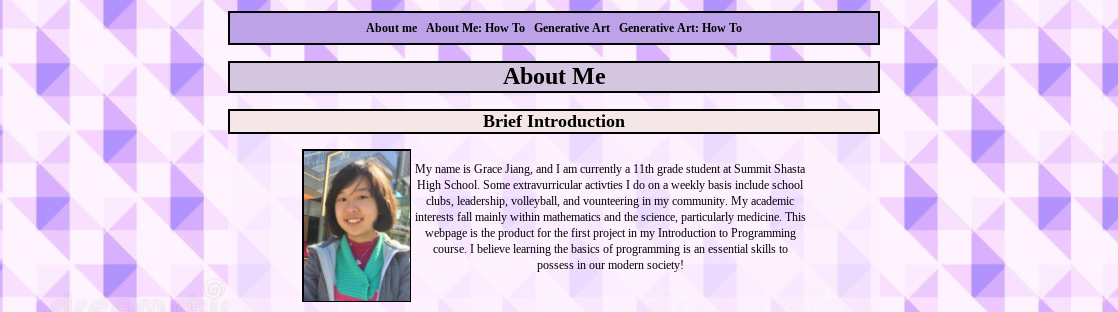 About me About Me: How To Generative Art Generative Art: How To
About Me
Brief Introduction
My name is Grace Jiang, and I am currently a 11th grade student at Summit Shasta
High School. Some extravurricular activties I do on a weekly basis include school
clubs, leadership, volleyball, and vounteering in my community. My academic
interests fall mainly within mathematics and the science, particularly medicine. This
webpage is the product for the first project in my Introduction to Programming
course. I believe learning the basics of programming is an essential skills to
possess in our modern society!